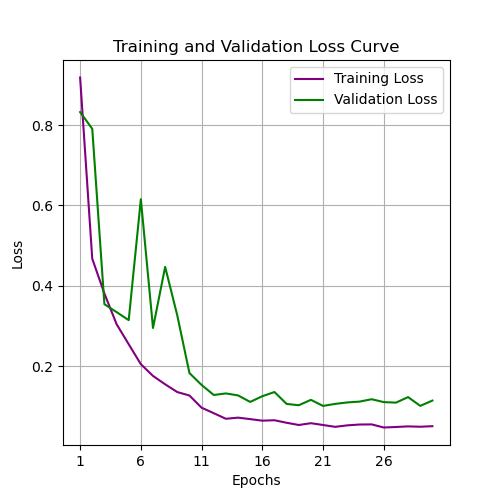 Training and Validation Loss Curve
Training Loss
Validation Loss
Loss
0.8
0.6
0.4
0.2
1 6 11 16 21 26
Epochs